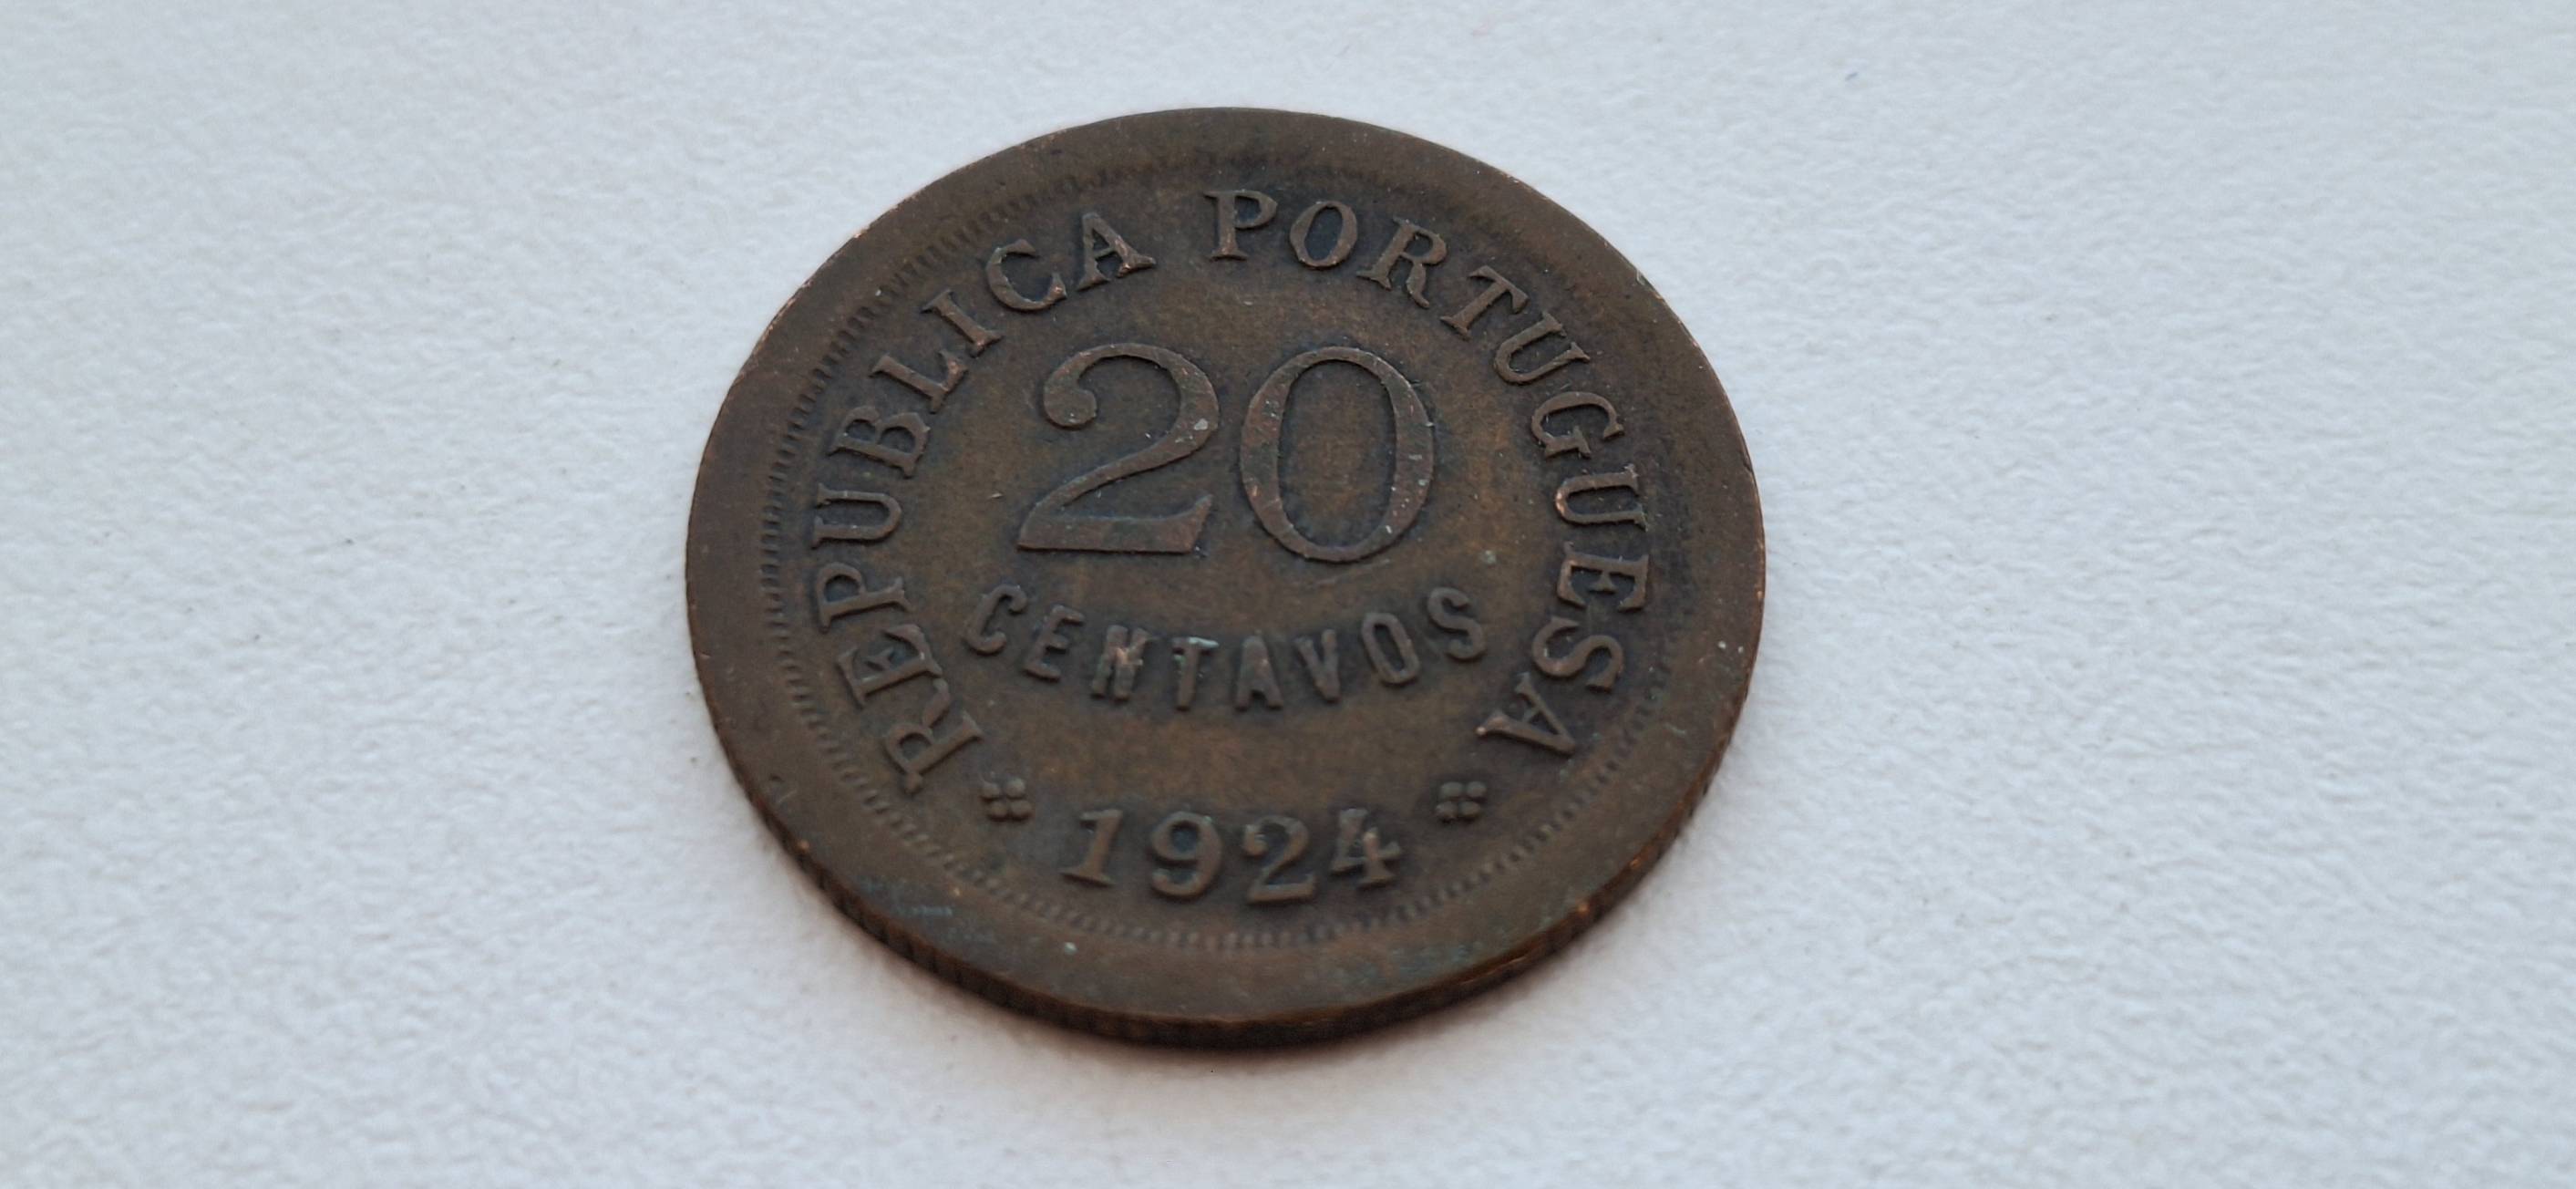 REPUBLICA PORTUGUESA
20
CENTAVOS
1924